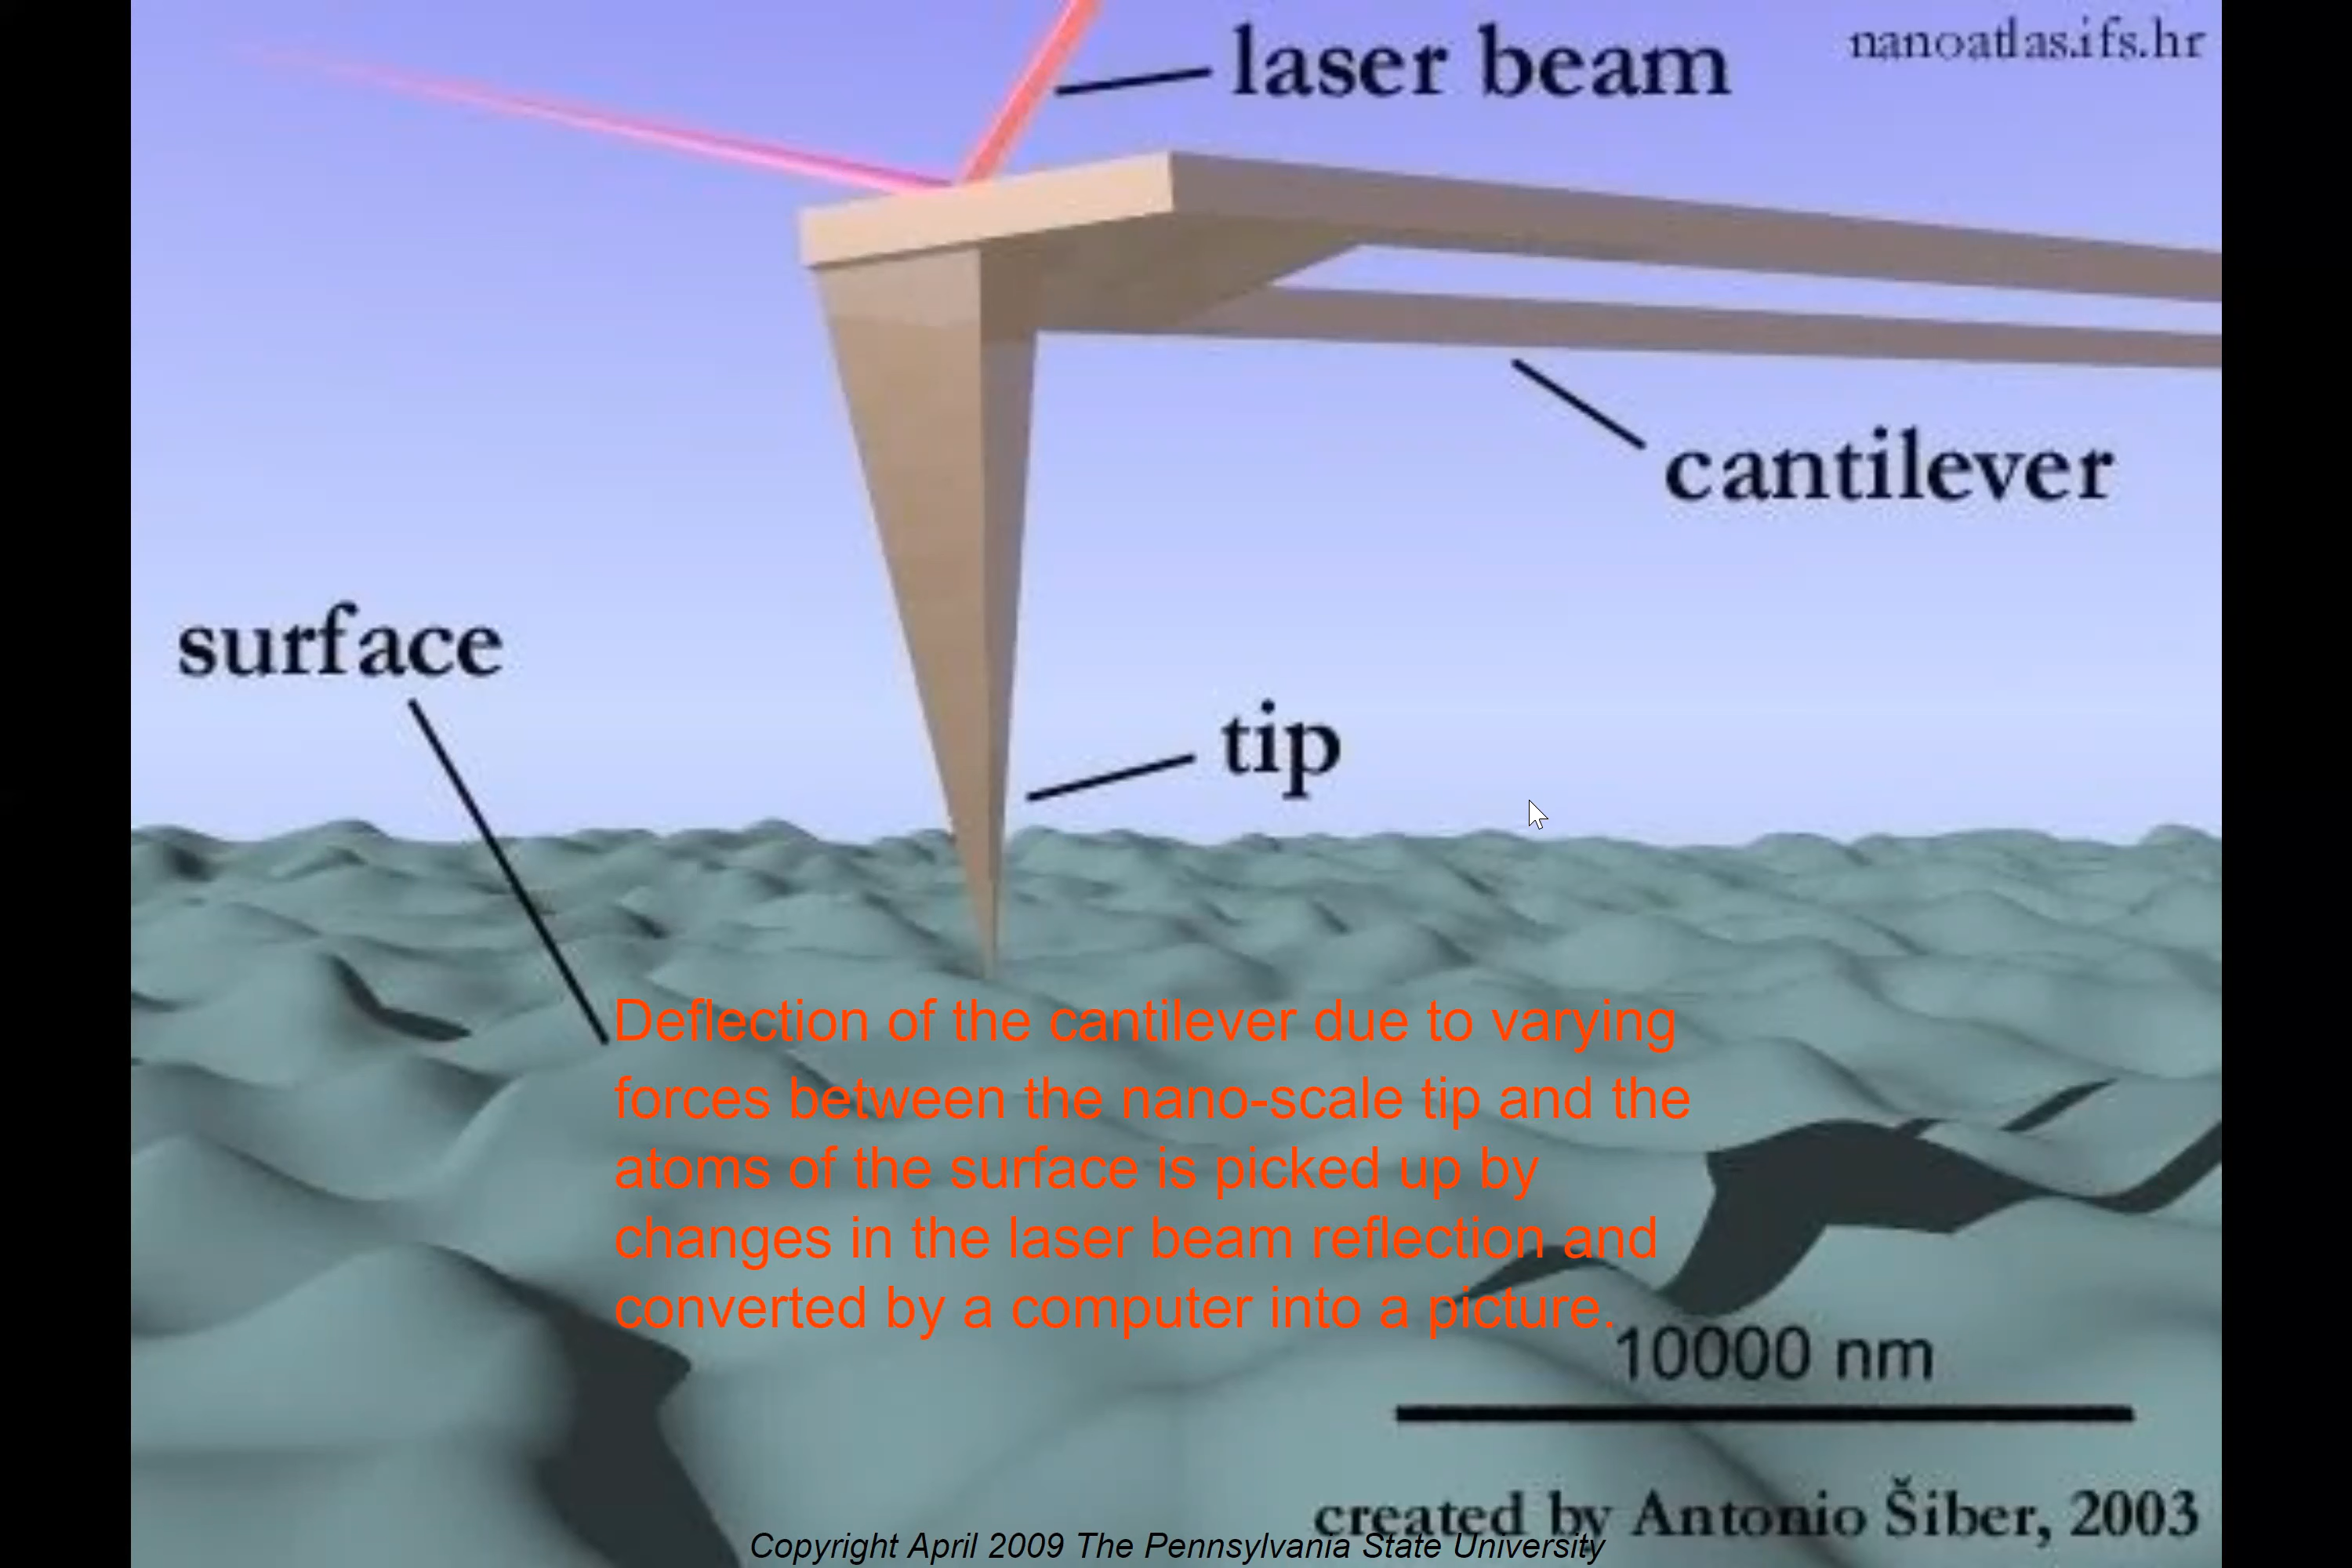 laser beam
nanoatlas.ifs.hr
cantilever
surface
tip
Deflection of the cantilever due to varying
forces between the nano-scale tip and the
atoms of the surface is picked up by
changes in the laser beam reflection and
converted by a computer into a picture.
10000 nm
created by Antonio Šiber, 2003
Copyright April 2009 The Pennsylvania State University